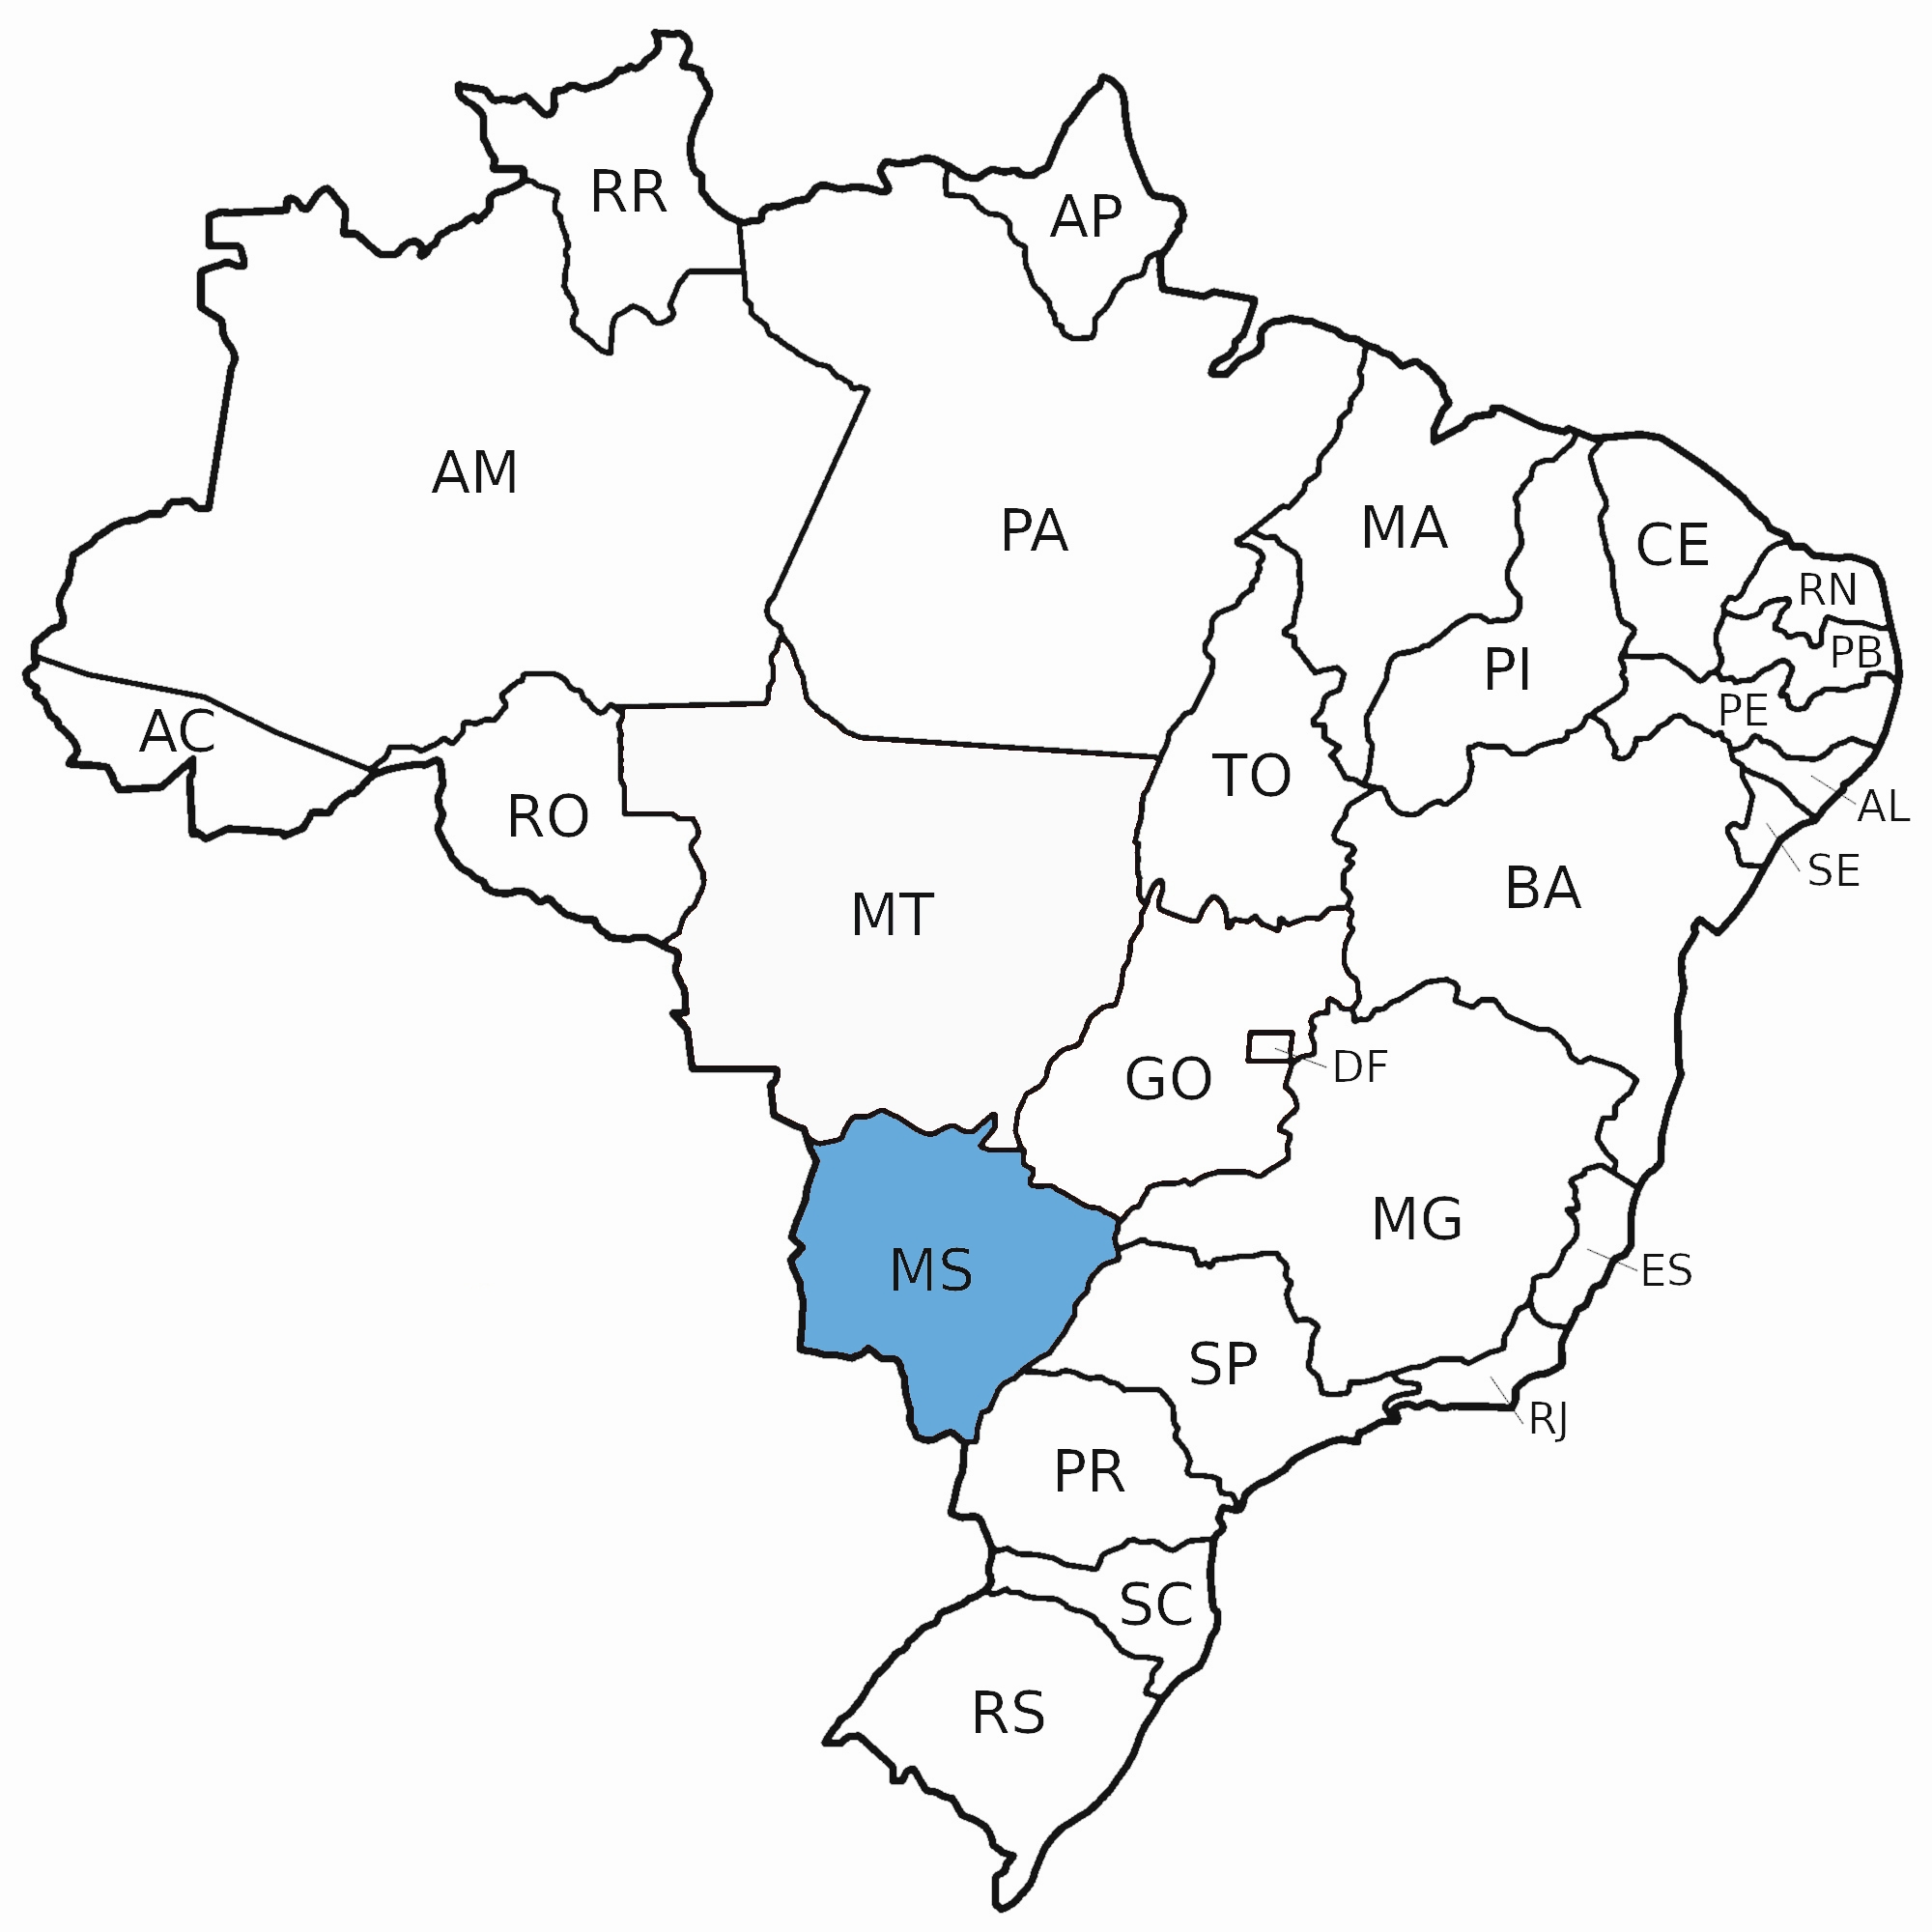 RR
AP
AM
PA
MA
CE
RN
PB
PI
PE
AC
TO
AL
RO
SE
BA
MT
DF
GO
MG
MS
ES
SP
RJ
PR
SC
RS